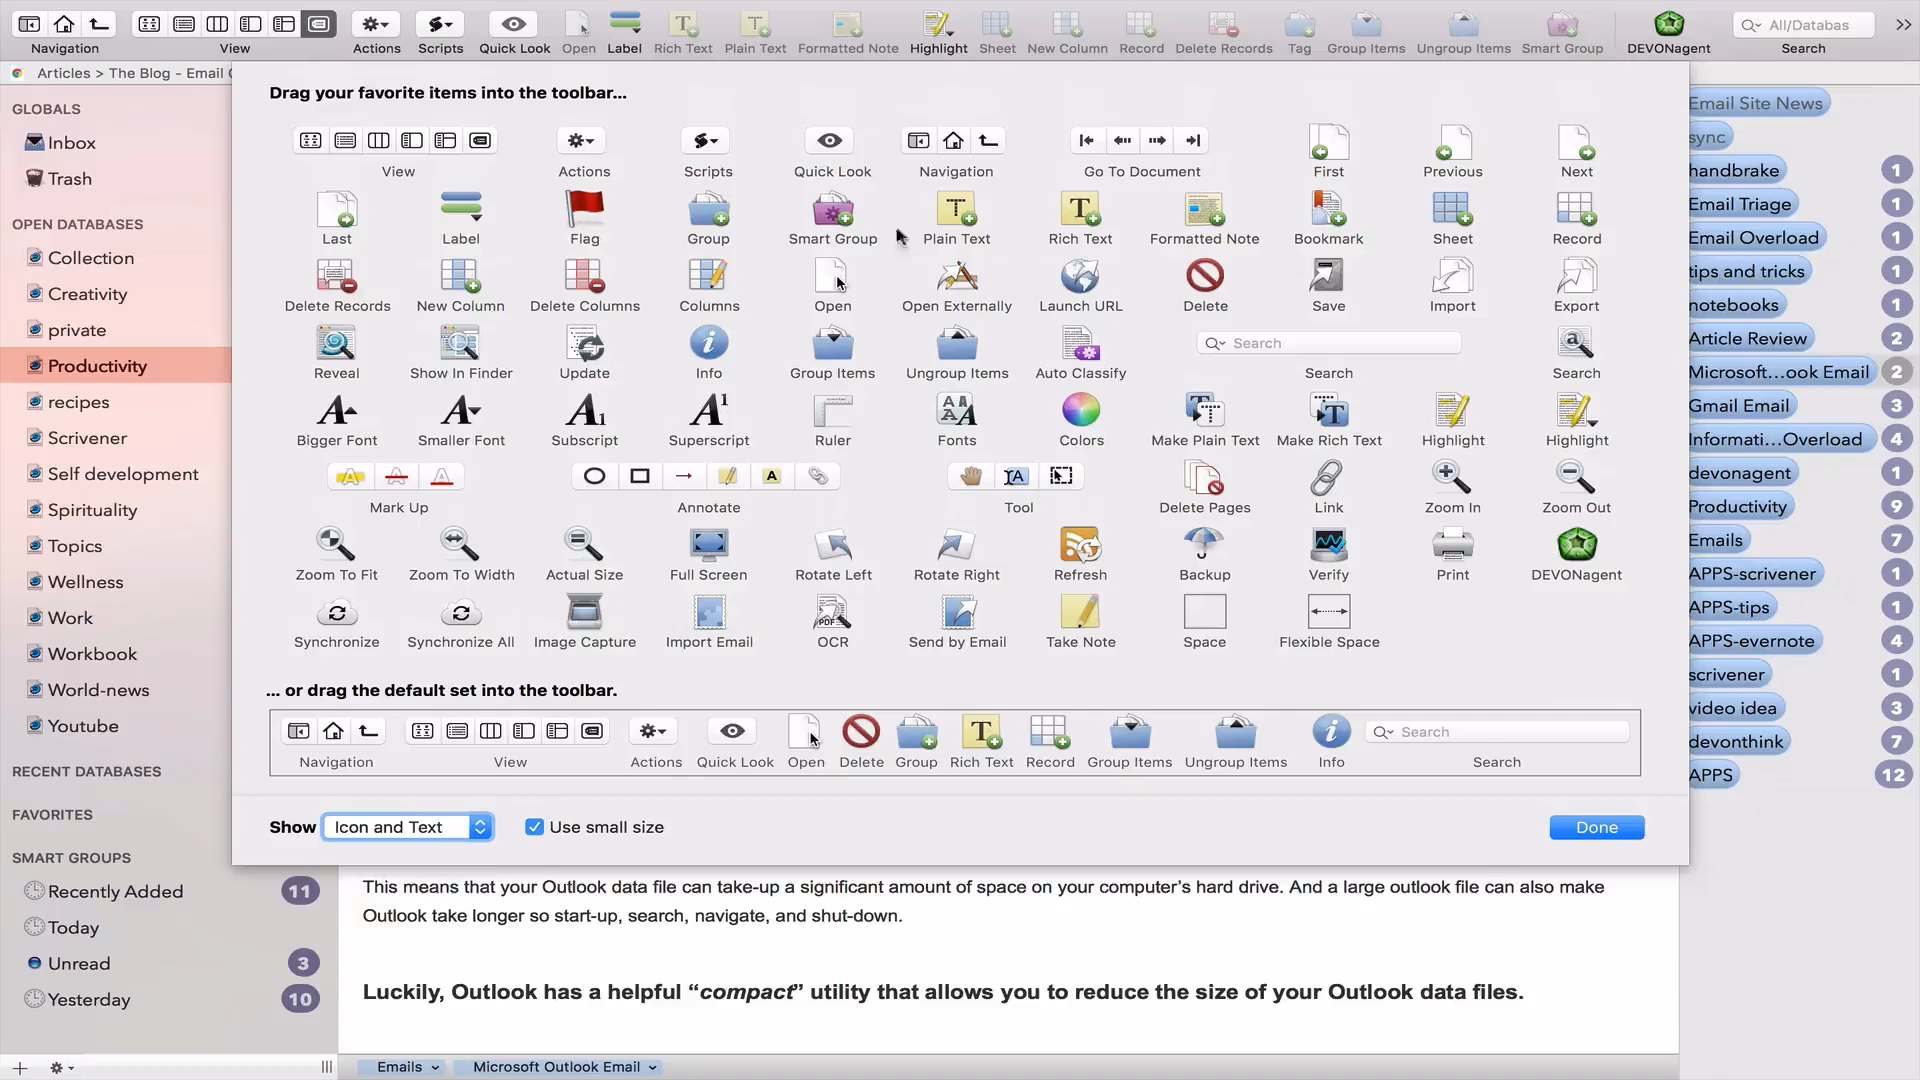 Navigation View Actions Scripts Quick Look Open Label Rich Text Plain Text Formatted Note Highlight Sheet New Column Record Delete Records Tag Group Items Ungroup Items Smart Group DEVONagent All/Databas Search
Articles > The Blog - Email
GLOBALS
Inbox
Trash
OPEN DATABASES
Collection
Creativity
private
Productivity
recipes
Scrivener
Self development
Spirituality
Topics
Wellness
Work
Workbook
World-news
Youtube
RECENT DATABASES
FAVORITES
SMART GROUPS
Recently Added 11
Today
Unread 3
Yesterday 10
Drag your favorite items into the toolbar...
View Actions Scripts Quick Look Navigation Go To Document First Previous Next
Last Label Flag Group Smart Group Plain Text Rich Text Formatted Note Bookmark Sheet Record
Delete Records New Column Delete Columns Columns Open Open Externally Launch URL Delete Save Import Export
Search
Reveal Show In Finder Update Info Group Items Ungroup Items Auto Classify Search Search
Bigger Font Smaller Font Subscript Superscript Ruler Fonts Colors Make Plain Text Make Rich Text Highlight Highlight
Mark Up Annotate Tool Delete Pages Link Zoom In Zoom Out
Zoom To Fit Zoom To Width Actual Size Full Screen Rotate Left Rotate Right Refresh Backup Verify Print DEVONagent
Synchronize Synchronize All Image Capture Import Email OCR Send by Email Take Note Space Flexible Space
... or drag the default set into the toolbar.
Search
Navigation View Actions Quick Look Open Delete Group Rich Text Record Group Items Ungroup Items Info Search
Show Icon and Text Use small size Done
This means that your Outlook data file can take-up a significant amount of space on your computer’s hard drive. And a large outlook file can also make
Outlook take longer so start-up, search, navigate, and shut-down.
Luckily, Outlook has a helpful “compact” utility that allows you to reduce the size of your Outlook data files.
Emails Microsoft Outlook Email
Email Site News
sync
handbrake 1
Email Triage 1
Email Overload 1
tips and tricks 1
notebooks 1
Article Review 2
Microsoft...ook Email 2
Gmail Email 3
Informati...Overload 4
devonagent 1
Productivity 9
Emails 7
APPS-scrivener 1
APPS-tips 1
APPS-evernote 4
scrivener 1
video idea 3
devonthink 7
APPS 12